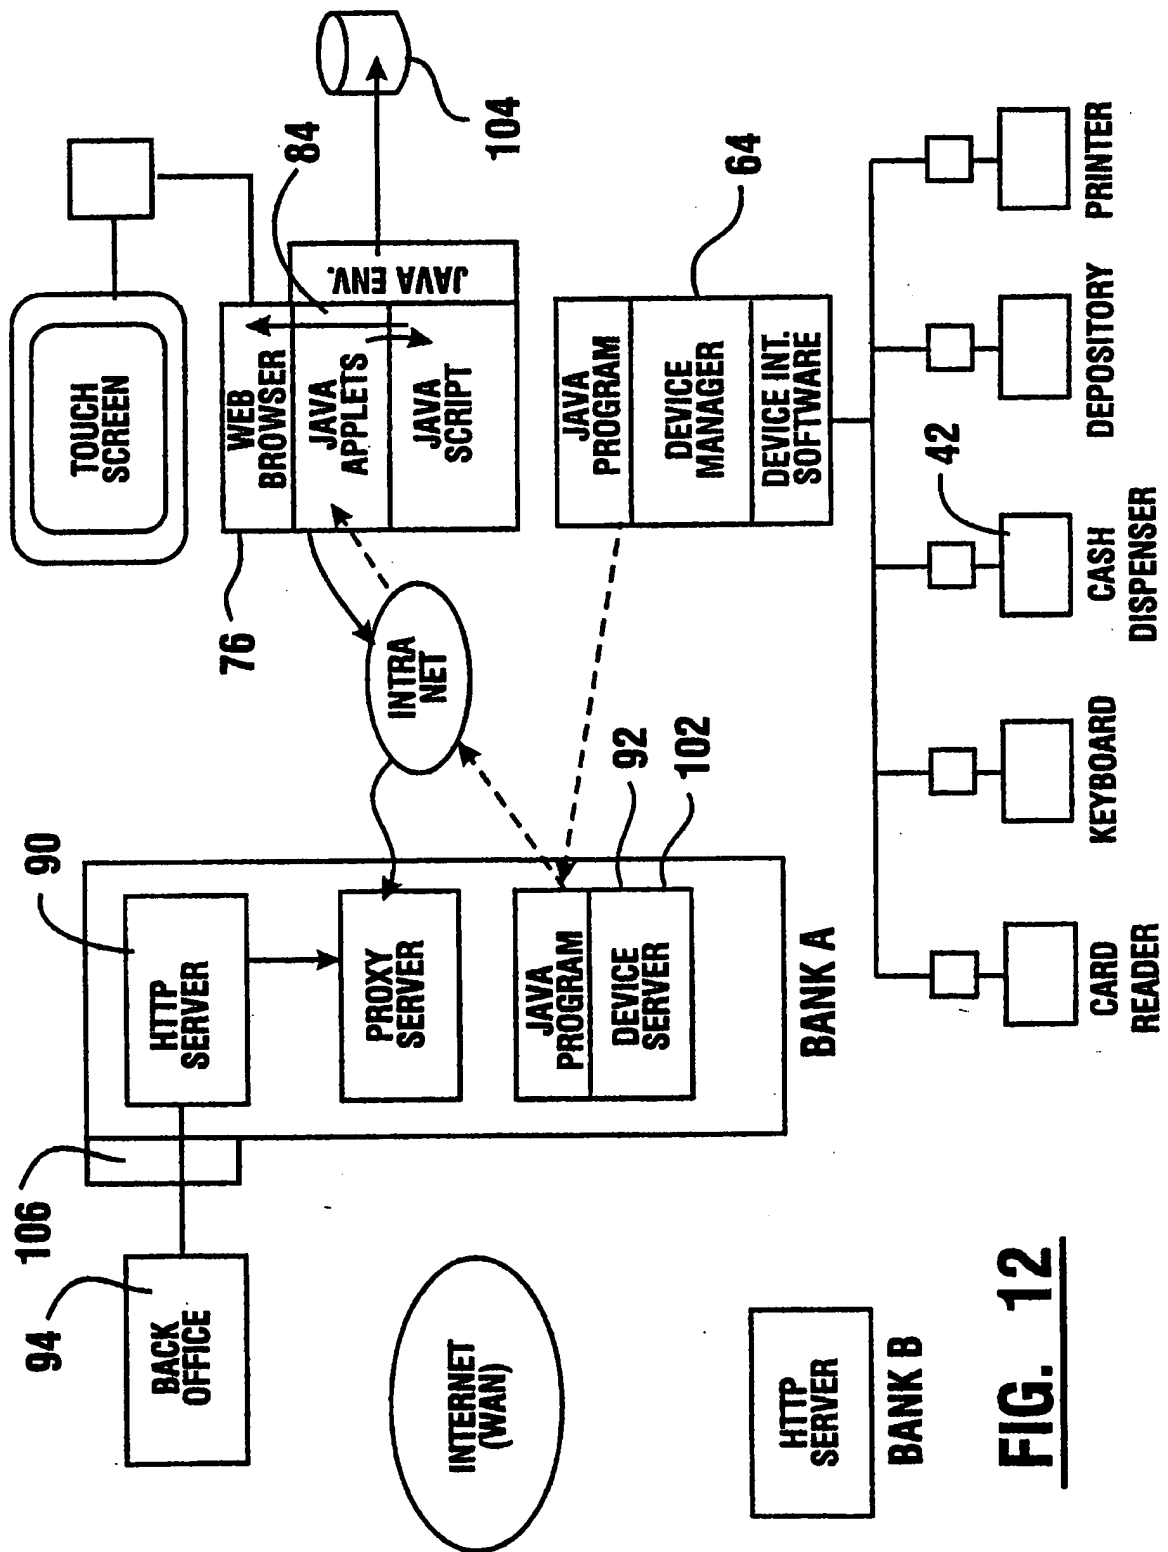 94
BACK
OFFICE
106
90
HTTP
SERVER
PROXY
SERVER
JAVA
PROGRAM
DEVICE
SERVER
92
102
BANK A
INTERNET
(WAN)
HTTP
SERVER
BANK B
INTRA
NET
TOUCH
SCREEN
76
WEB
BROWSER
JAVA
APPLETS
JAVA
SCRIPT
JAVA ENV.
84
104
JAVA
PROGRAM
DEVICE
MANAGER
DEVICE INT.
SOFTWARE
64
CARD
READER
KEYBOARD
CASH
DISPENSER
42
DEPOSITORY
PRINTER
FIG. 12